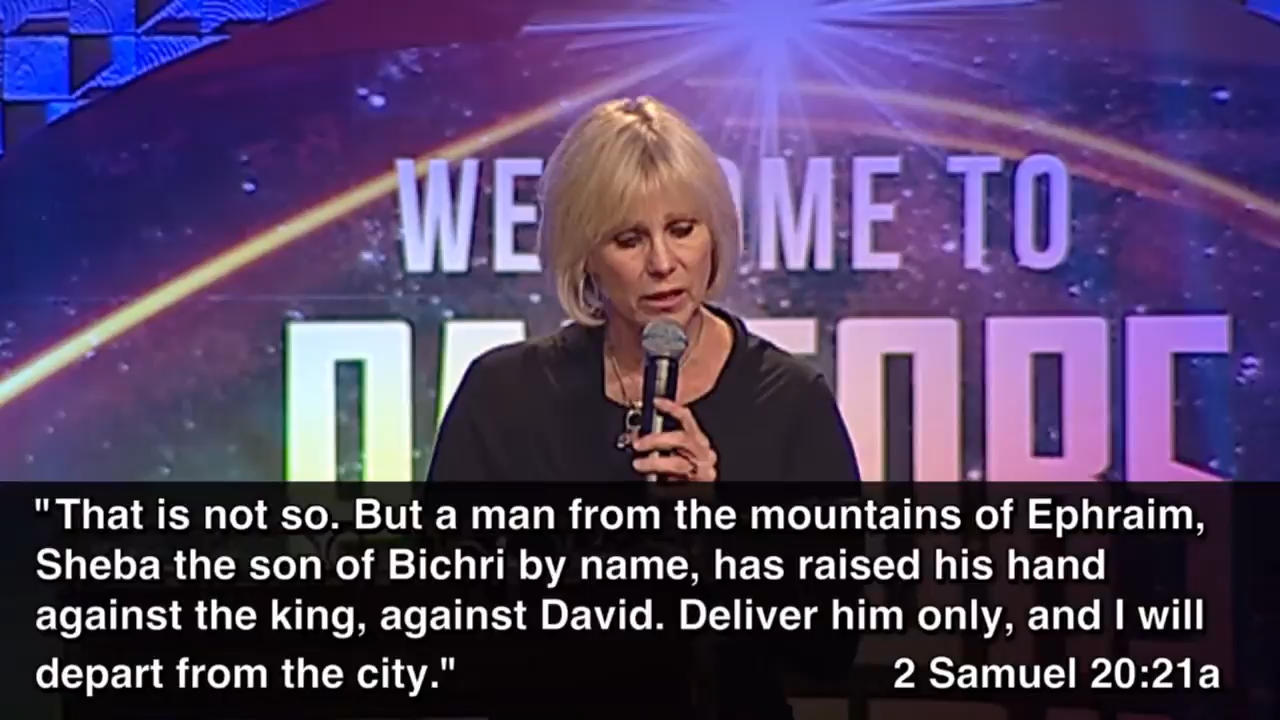 WE OME TO
"That is not so. But a man from the mountains of Ephraim,
Sheba the son of Bichri by name, has raised his hand
against the king, against David. Deliver him only, and I will
depart from the city." 2 Samuel 20:21a